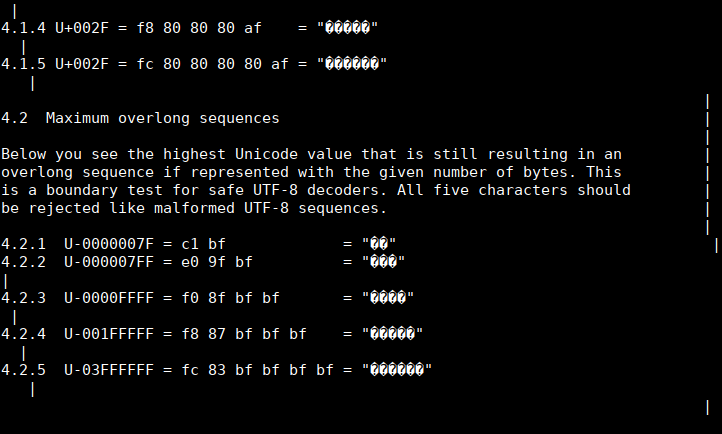 |
4.1.4 U+002F = f8 80 80 80 af    = "�����"
|
4.1.5 U+002F = fc 80 80 80 80 af = "������"
|
|
4.2  Maximum overlong sequences                                               |
|
Below you see the highest Unicode value that is still resulting in an         |
overlong sequence if represented with the given number of bytes. This         |
is a boundary test for safe UTF-8 decoders. All five characters should        |
be rejected like malformed UTF-8 sequences.                                   |
|
4.2.1  U-0000007F = c1 bf             = "��"                                   |
4.2.2  U-000007FF = e0 9f bf          = "���"
|
4.2.3  U-0000FFFF = f0 8f bf bf       = "����"
|
4.2.4  U-001FFFFF = f8 87 bf bf bf    = "�����"
|
4.2.5  U-03FFFFFF = fc 83 bf bf bf bf = "������"
|
|